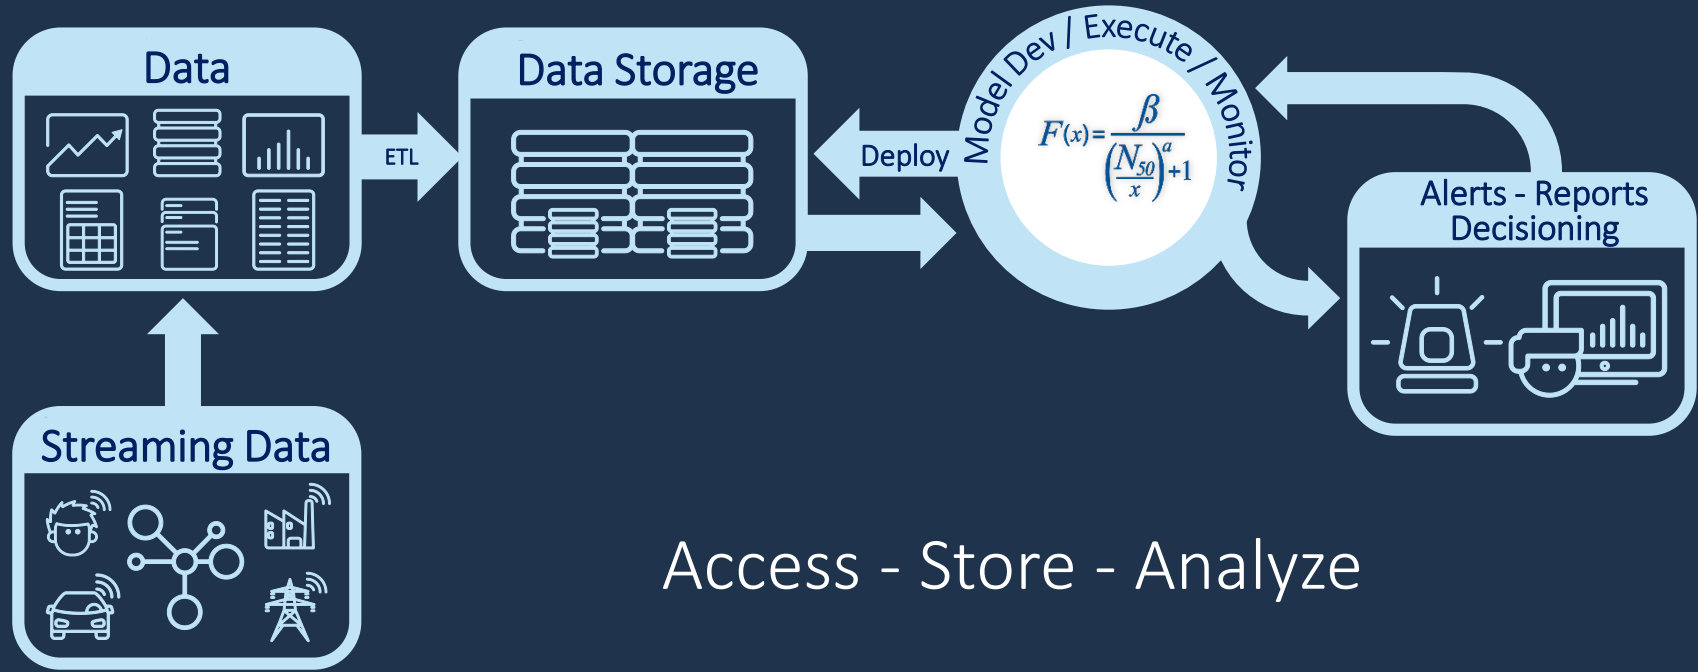 Data
ETL
Data Storage
Deploy
Model Dev / Execute / Monitor
F(x)=β/((N50/x)^a+1)
Alerts - Reports
Decisioning
Streaming Data
Access - Store - Analyze